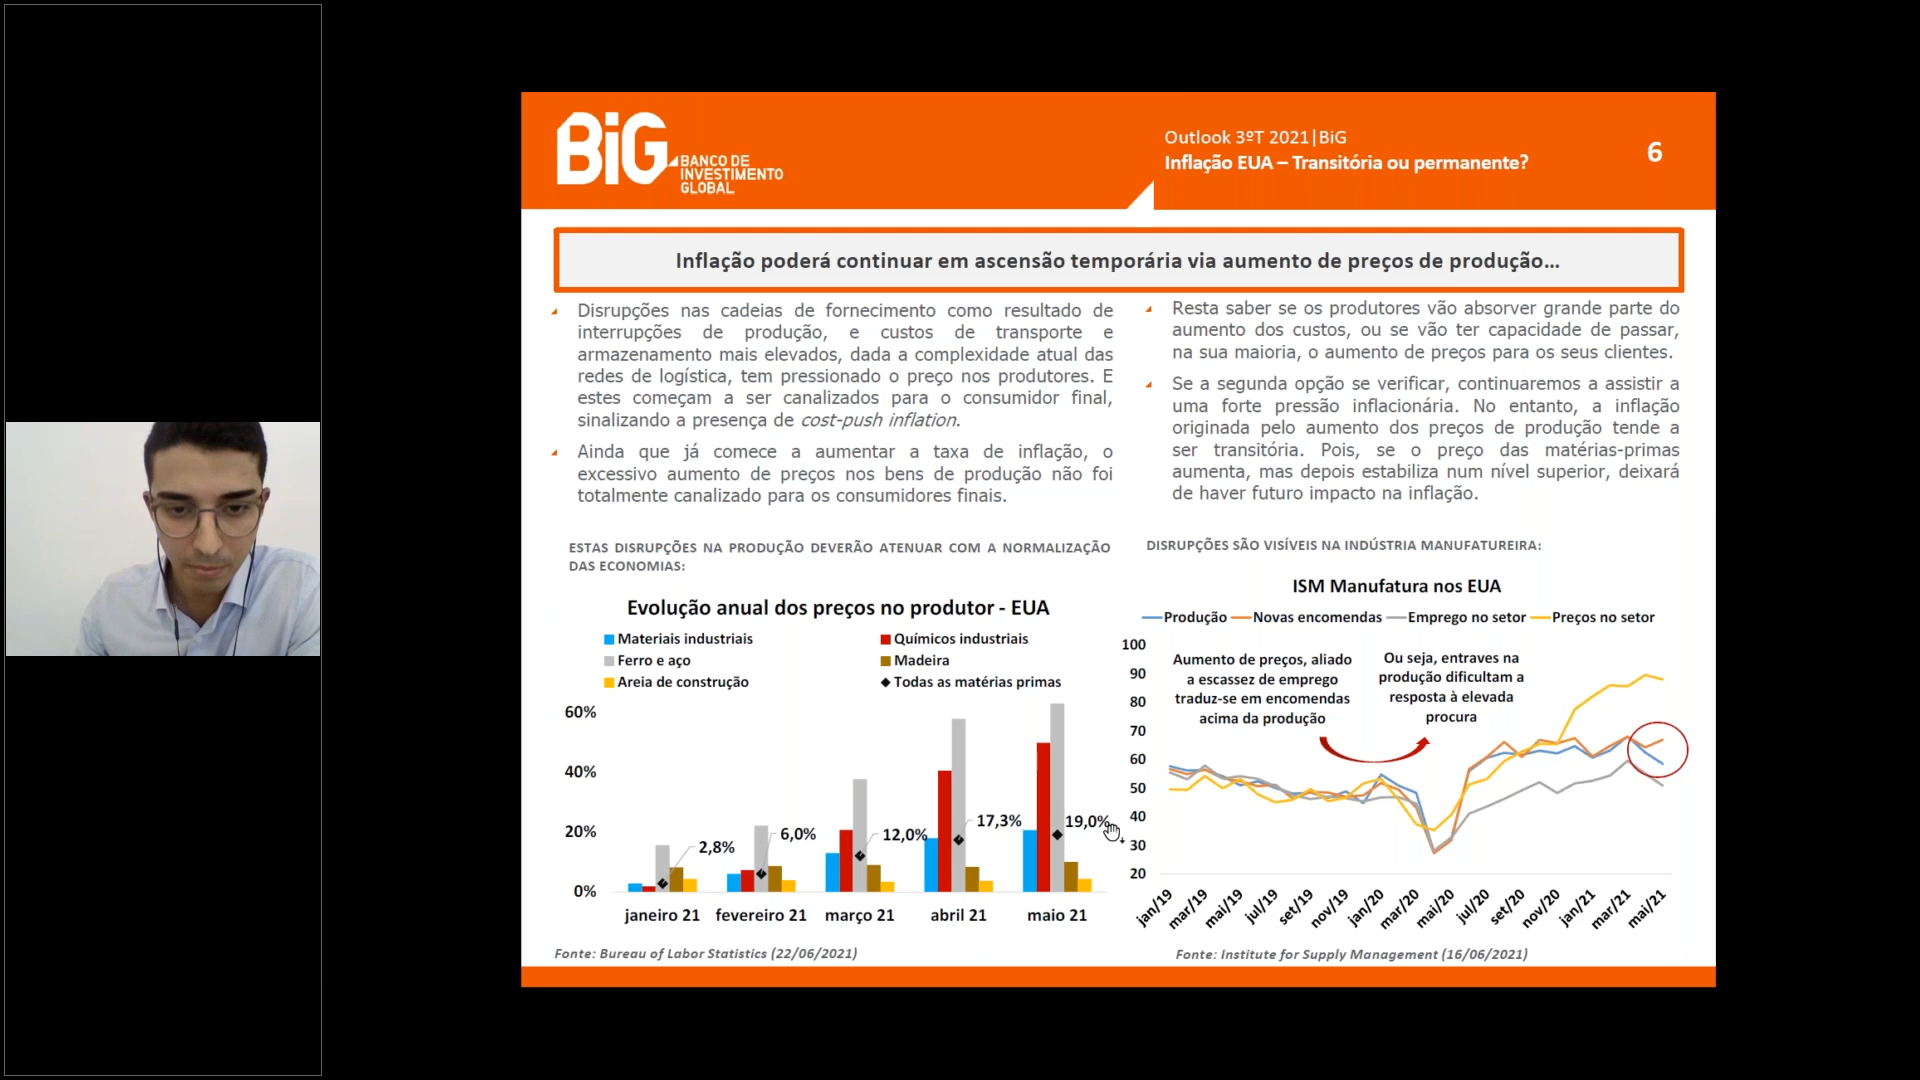 BiG
BANCO DE
INVESTIMENTO
GLOBAL
Outlook 3ºT 2021|BiG
Inflação EUA – Transitória ou permanente?
6
Inflação poderá continuar em ascensão temporária via aumento de preços de produção...
Disrupções nas cadeias de fornecimento como resultado de
interrupções de produção, e custos de transporte e
armazenamento mais elevados, dada a complexidade atual das
redes de logística, tem pressionado o preço nos produtores. E
estes começam a ser canalizados para o consumidor final,
sinalizando a presença de cost-push inflation.
Ainda que já comece a aumentar a taxa de inflação, o
excessivo aumento de preços nos bens de produção não foi
totalmente canalizado para os consumidores finais.
Resta saber se os produtores vão absorver grande parte do
aumento dos custos, ou se vão ter capacidade de passar,
na sua maioria, o aumento de preços para os seus clientes.
Se a segunda opção se verificar, continuaremos a assistir a
uma forte pressão inflacionária. No entanto, a inflação
originada pelo aumento dos preços de produção tende a
ser transitória. Pois, se o preço das matérias-primas
aumenta, mas depois estabiliza num nível superior, deixará
de haver futuro impacto na inflação.
ESTAS DISRUPÇÕES NA PRODUÇÃO DEVERÃO ATENUAR COM A NORMALIZAÇÃO
DAS ECONOMIAS:
Evolução anual dos preços no produtor - EUA
Materiais industriais
Químicos industriais
Ferro e aço
Madeira
Areia de construção
Todas as matérias primas
60%
40%
20%
0%
2,8%
6,0%
12,0%
17,3%
19,0%
janeiro 21
fevereiro 21
março 21
abril 21
maio 21
Fonte: Bureau of Labor Statistics (22/06/2021)
DISRUPÇÕES SÃO VISÍVEIS NA INDÚSTRIA MANUFATUREIRA:
ISM Manufatura nos EUA
Produção
Novas encomendas
Emprego no setor
Preços no setor
100
90
80
70
60
50
40
30
20
Aumento de preços, aliado
a escassez de emprego
traduz-se em encomendas
acima da produção
Ou seja, entraves na
produção dificultam a
resposta à elevada
procura
jan/19
mar/19
mai/19
jul/19
set/19
nov/19
jan/20
mar/20
mai/20
jul/20
set/20
nov/20
jan/21
mar/21
mai/21
Fonte: Institute for Supply Management (16/06/2021)